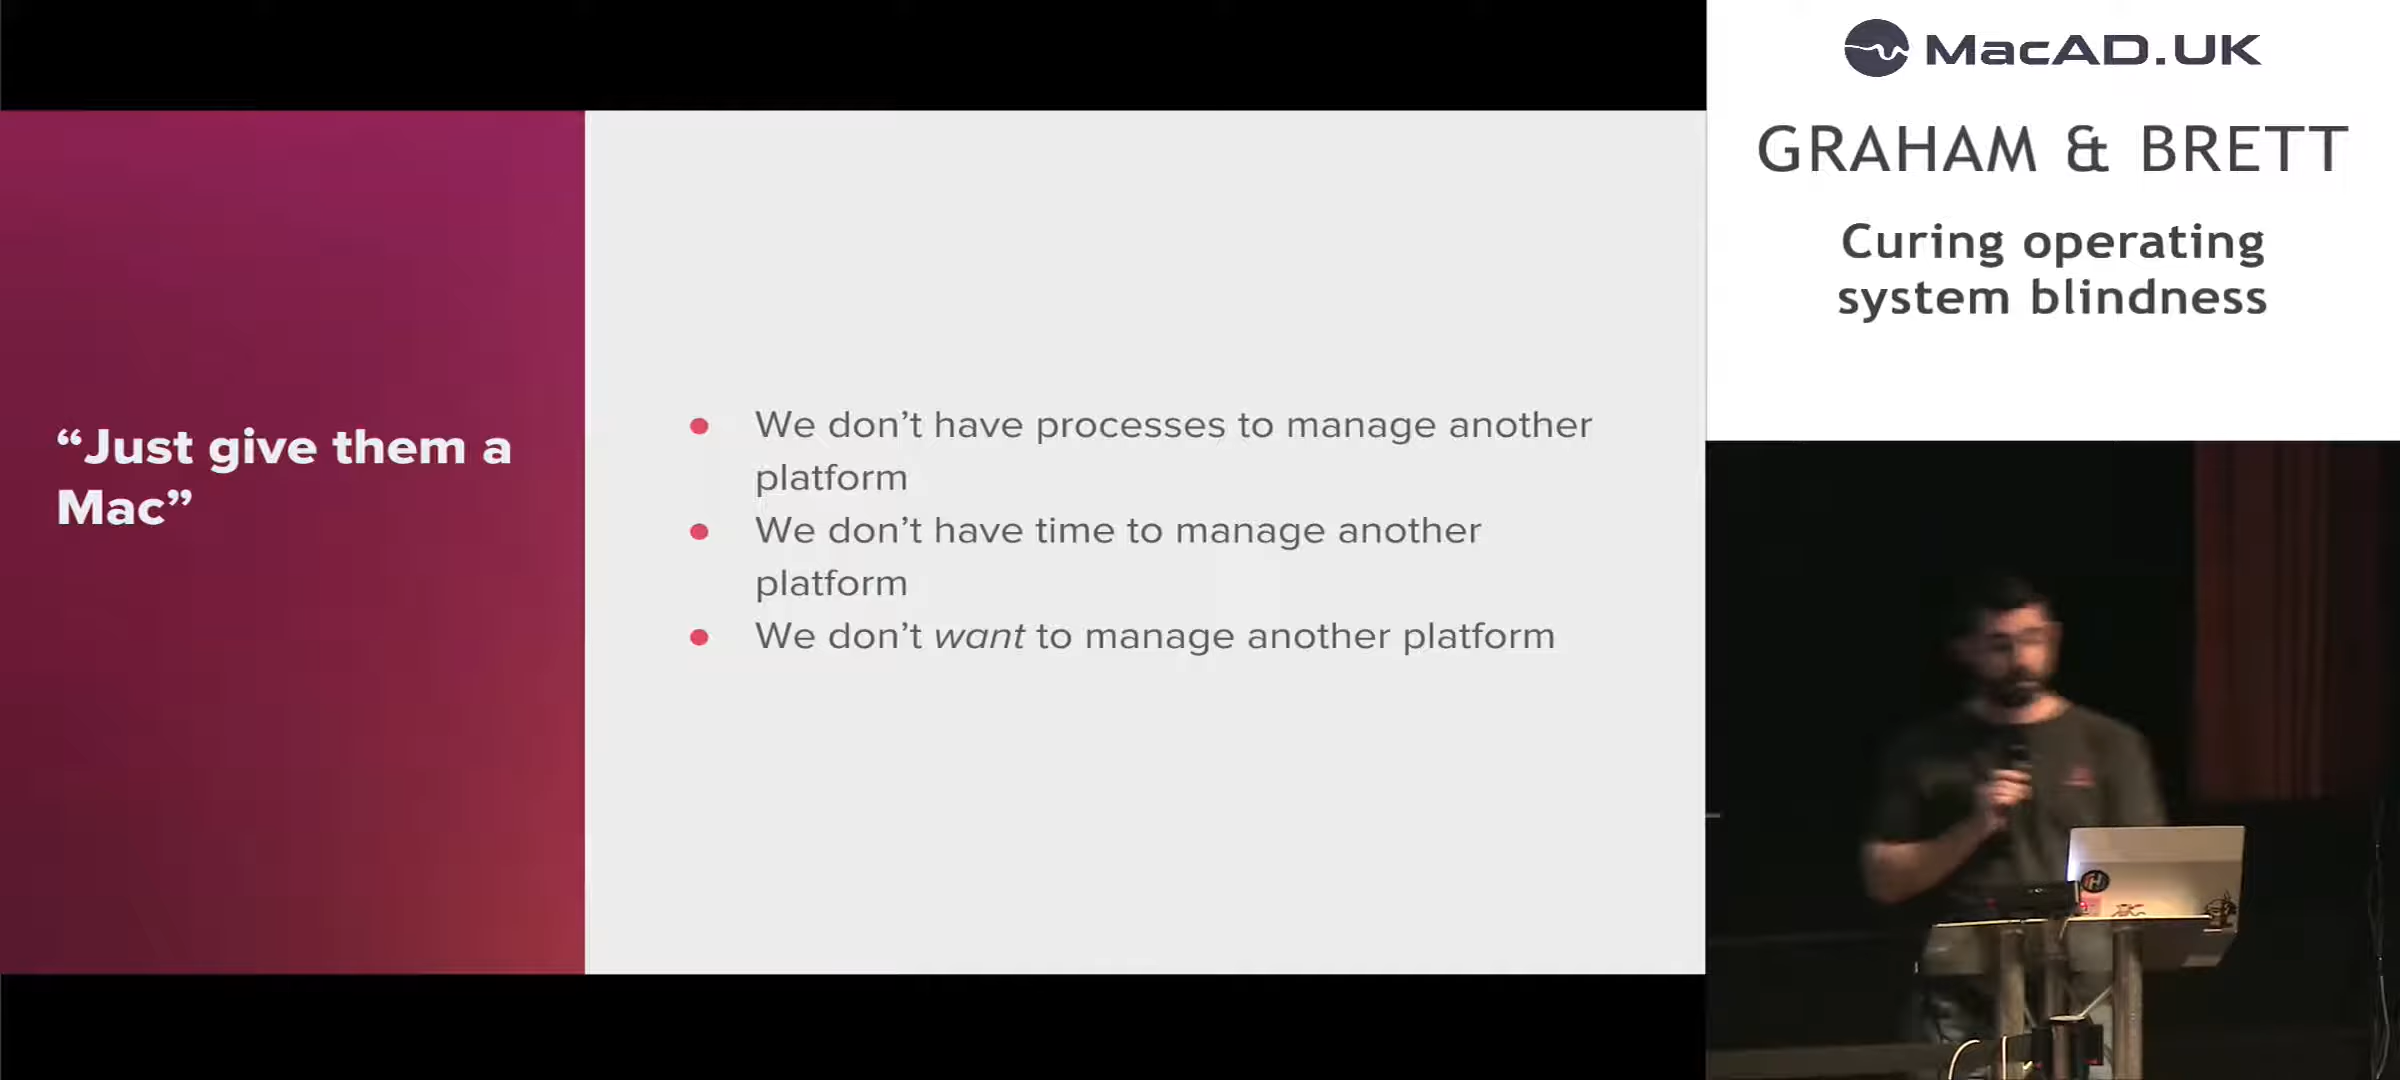 MacAD.UK
GRAHAM & BRETT
Curing operating
system blindness
“Just give them a
Mac”
We don’t have processes to manage another
platform
We don’t have time to manage another
platform
We don’t want to manage another platform